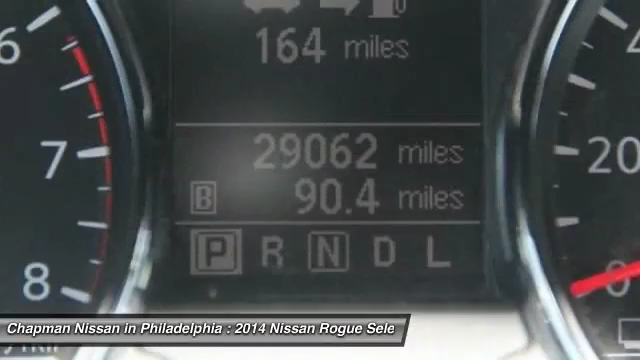 164 miles
6
4
7
29062 miles
20
B 90.4 miles
P R N D L
8
0
Chapman Nissan in Philadelphia : 2014 Nissan Rogue Sele